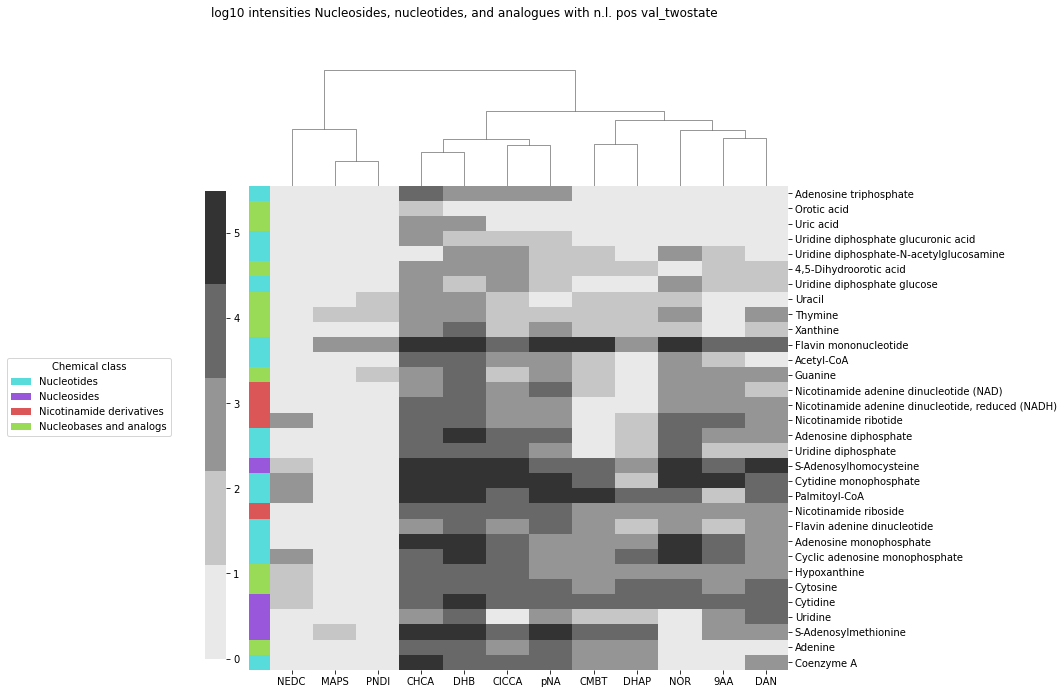 log10 intensities Nucleosides, nucleotides, and analogues with n.l. pos val_twostate
5
4
3
2
1
0
Chemical class
Nucleotides
Nucleosides
Nicotinamide derivatives
Nucleobases and analogs
Adenosine triphosphate
Orotic acid
Uric acid
Uridine diphosphate glucuronic acid
Uridine diphosphate-N-acetylglucosamine
4,5-Dihydroorotic acid
Uridine diphosphate glucose
Uracil
Thymine
Xanthine
Flavin mononucleotide
Acetyl-CoA
Guanine
Nicotinamide adenine dinucleotide (NAD)
Nicotinamide adenine dinucleotide, reduced (NADH)
Nicotinamide ribotide
Adenosine diphosphate
Uridine diphosphate
S-Adenosylhomocysteine
Cytidine monophosphate
Palmitoyl-CoA
Nicotinamide riboside
Flavin adenine dinucleotide
Adenosine monophosphate
Cyclic adenosine monophosphate
Hypoxanthine
Cytosine
Cytidine
Uridine
S-Adenosylmethionine
Adenine
Coenzyme A
NEDC MAPS PNDI CHCA DHB ClCCA pNA CMBT DHAP NOR 9AA DAN